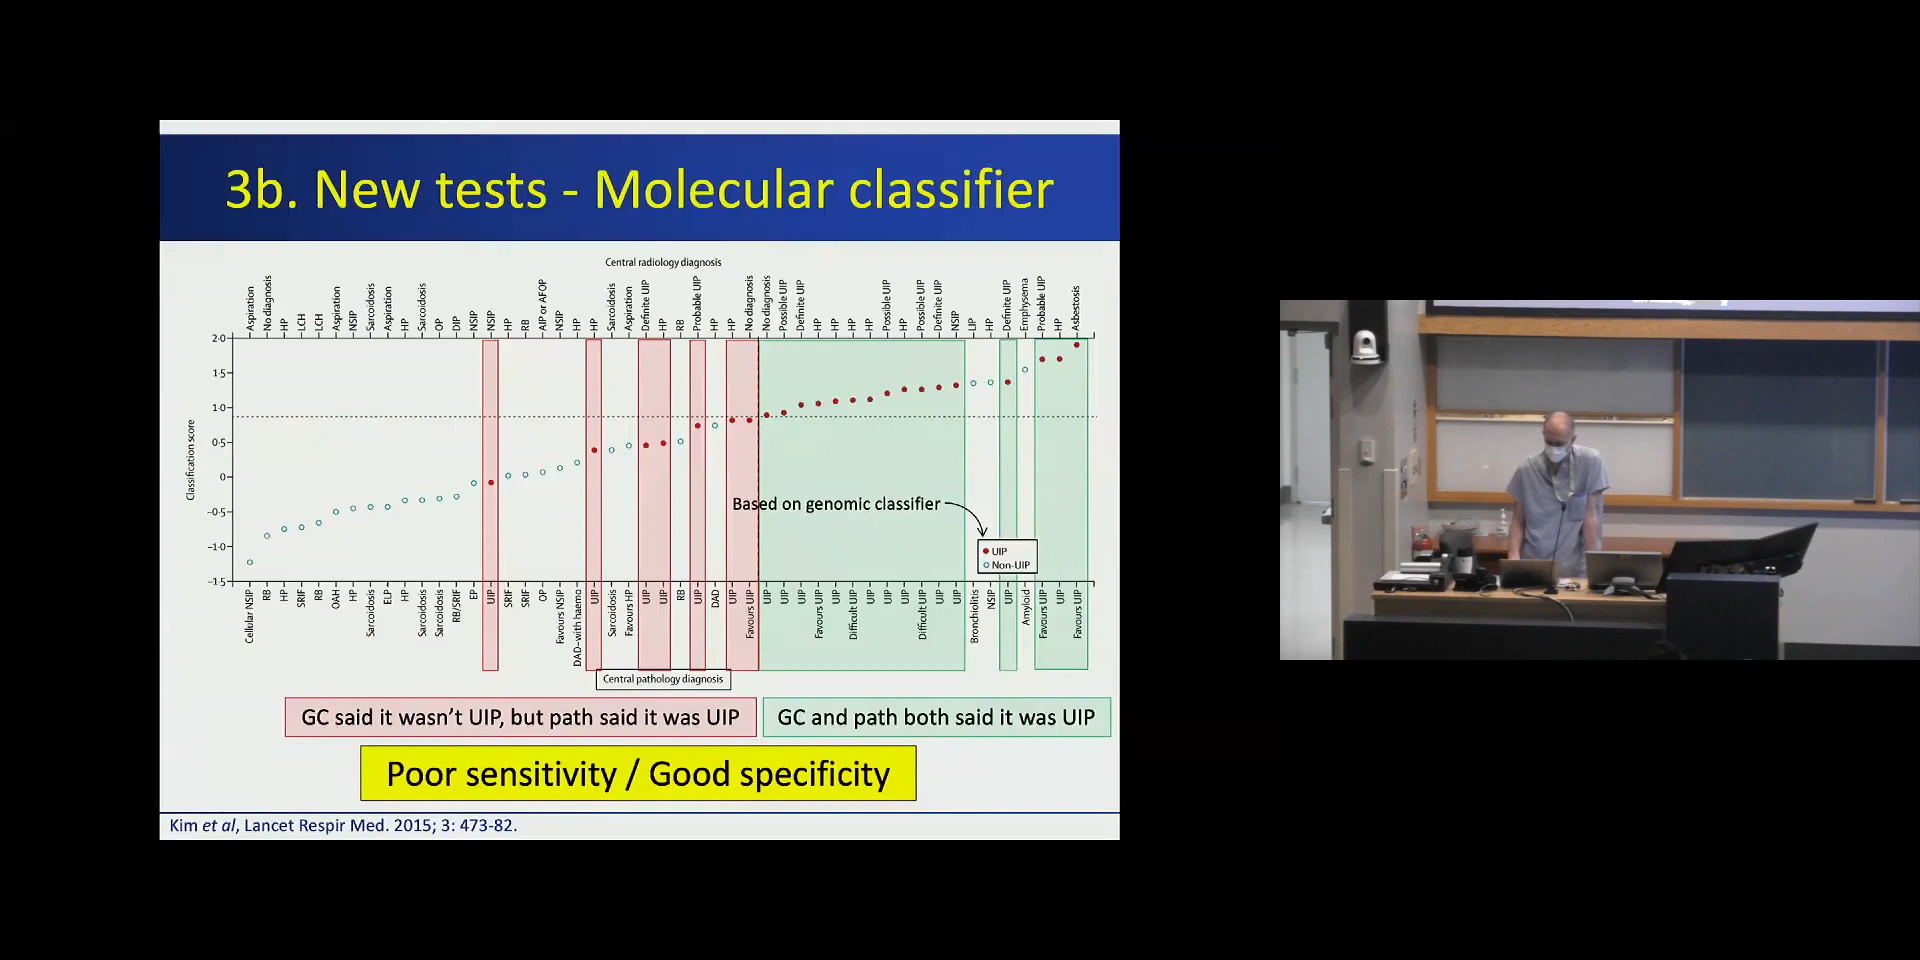 3b. New tests - Molecular classifier
Central radiology diagnosis
Aspiration
No diagnosis
HP
LCH
LCH
Aspiration
NSIP
Sarcoidosis
Aspiration
HP
Sarcoidosis
OP
DIP
NSIP
NSIP
HP
RB
AIP or AFOP
NSIP
HP
HP
Sarcoidosis
Aspiration
Definite UIP
HP
RB
Probable UIP
HP
HP
No diagnosis
No diagnosis
Possible UIP
Definite UIP
HP
HP
HP
HP
Possible UIP
HP
Possible UIP
Definite UIP
NSIP
LIP
HP
Definite UIP
Emphysema
Probable UIP
HP
Asbestosis
Classification score
2·0
1·5
1·0
0·5
0
–0·5
–1·0
–1·5
Based on genomic classifier
UIP
Non-UIP
Cellular NSIP
RB
HP
SRIF
RB
OAH
HP
Sarcoidosis
ELP
HP
Sarcoidosis
Sarcoidosis
RB/SRIF
EP
UIP
SRIF
SRIF
OP
Favours NSIP
DAD–with haemo
UIP
Sarcoidosis
Favours HP
UIP
UIP
RB
UIP
DAD
UIP
Favours UIP
UIP
UIP
UIP
Favours UIP
UIP
Difficult UIP
UIP
UIP
UIP
Difficult UIP
UIP
UIP
Bronchiolitis
NSIP
UIP
Amyloid
Favours UIP
UIP
Favours UIP
Central pathology diagnosis
GC said it wasn't UIP, but path said it was UIP
GC and path both said it was UIP
Poor sensitivity / Good specificity
Kim et al, Lancet Respir Med. 2015; 3: 473-82.